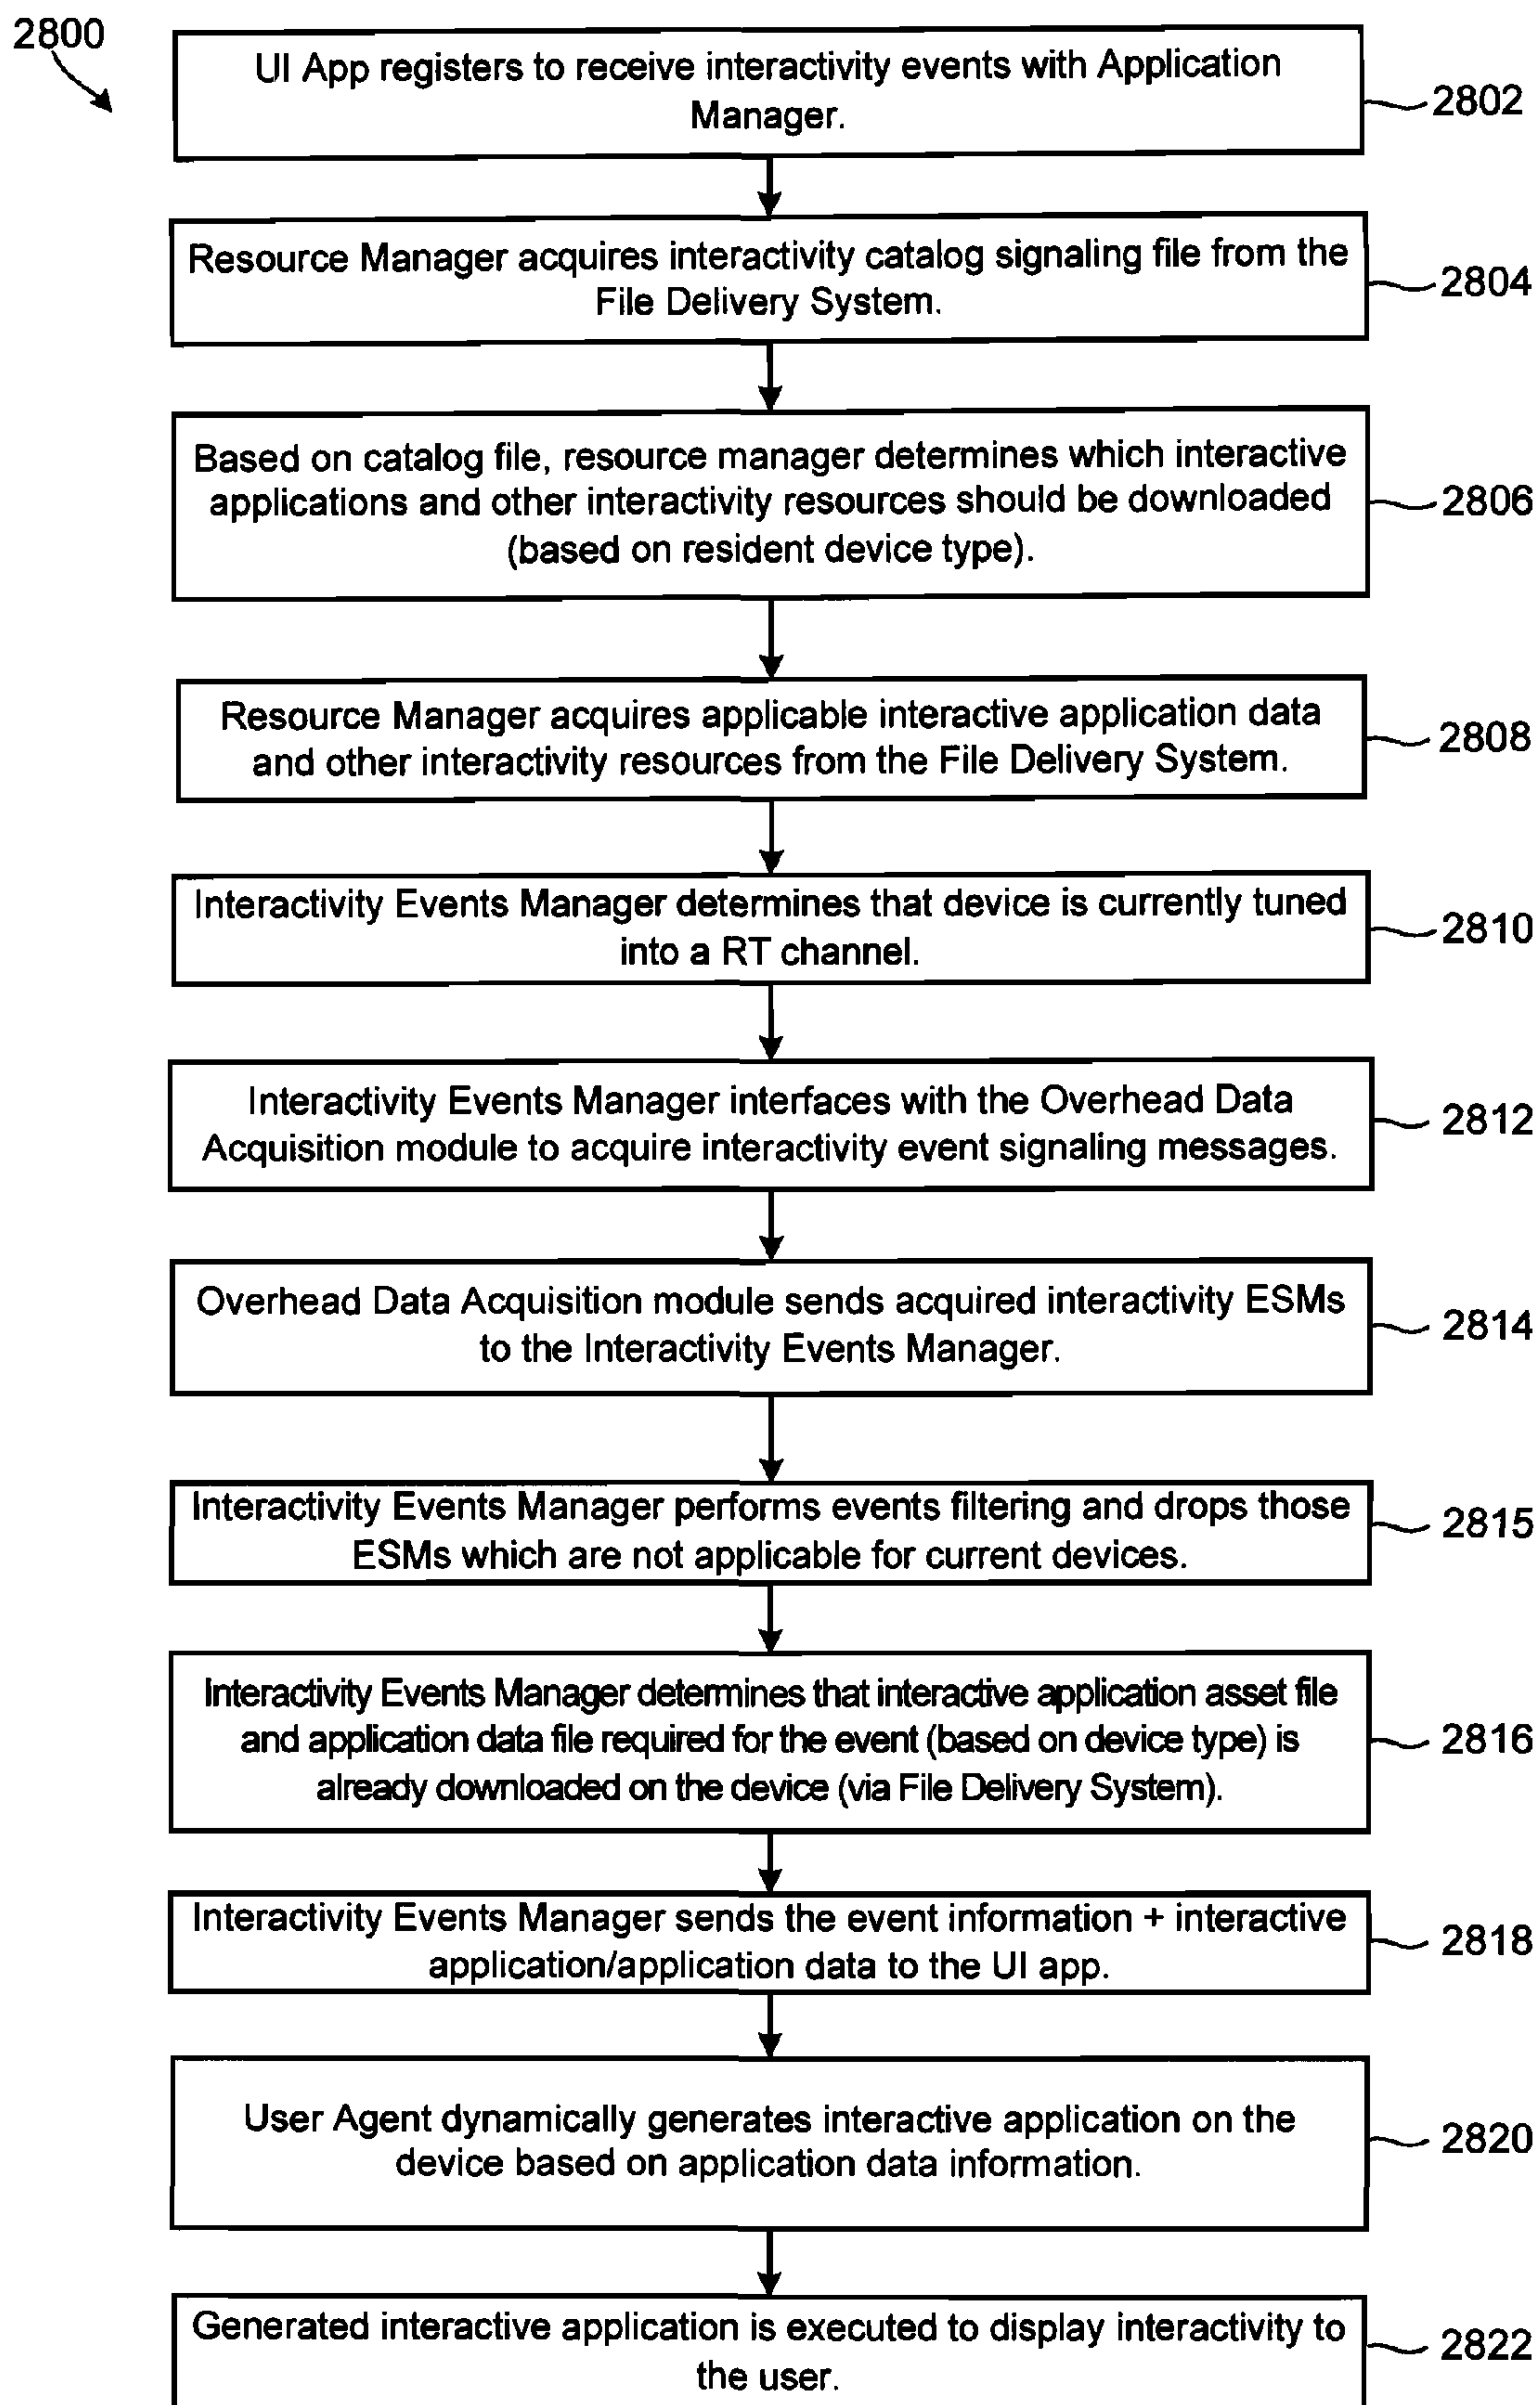 2800
UI App registers to receive interactivity events with Application
Manager.
2802
Resource Manager acquires interactivity catalog signaling file from the
File Delivery System.
2804
Based on catalog file, resource manager determines which interactive
applications and other interactivity resources should be downloaded
(based on resident device type).
2806
Resource Manager acquires applicable interactive application data
and other interactivity resources from the File Delivery System.
2808
Interactivity Events Manager determines that device is currently tuned
into a RT channel.
2810
Interactivity Events Manager interfaces with the Overhead Data
Acquisition module to acquire interactivity event signaling messages.
2812
Overhead Data Acquisition module sends acquired interactivity ESMs
to the Interactivity Events Manager.
2814
Interactivity Events Manager performs events filtering and drops those
ESMs which are not applicable for current devices.
2815
Interactivity Events Manager determines that interactive application asset file
and application data file required for the event (based on device type) is
already downloaded on the device (via File Delivery System).
2816
Interactivity Events Manager sends the event information + interactive
application/application data to the UI app.
2818
User Agent dynamically generates interactive application on the
device based on application data information.
2820
Generated interactive application is executed to display interactivity to
the user.
2822